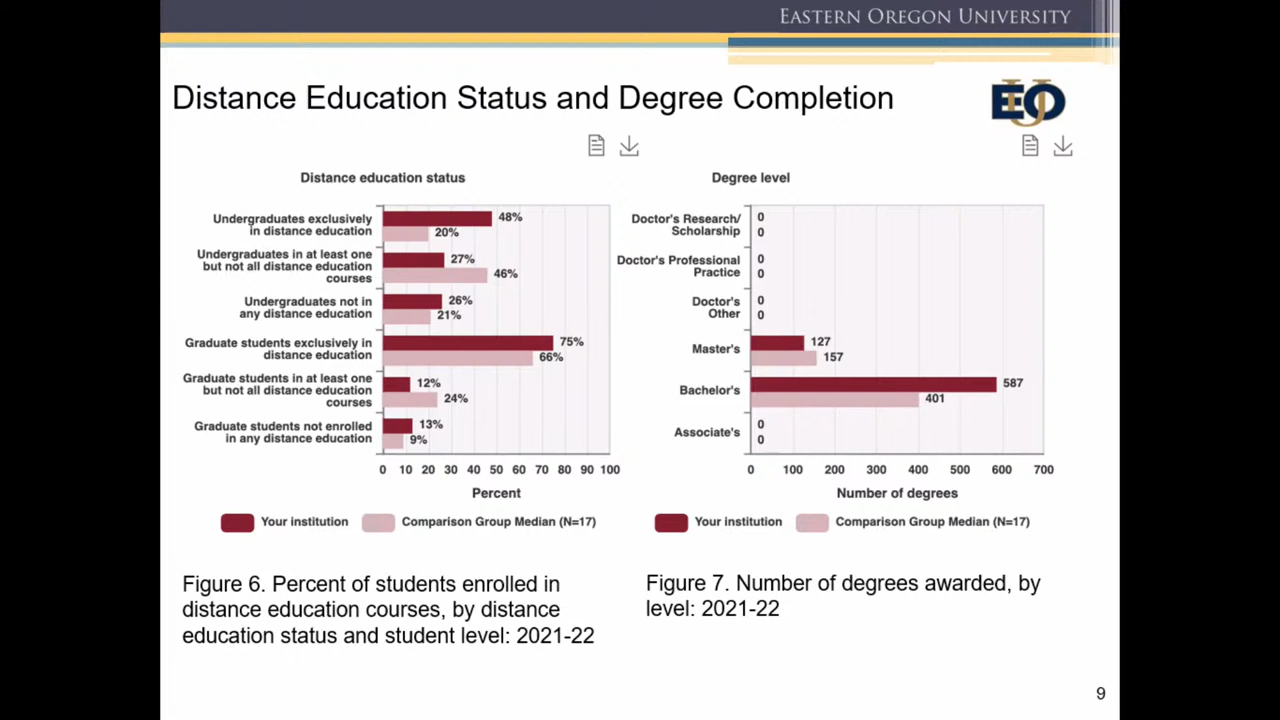 EASTERN OREGON UNIVERSITY
Distance Education Status and Degree Completion
EOU
Distance education status
Undergraduates exclusively
in distance education
48%
20%
Undergraduates in at least one
but not all distance education
courses
27%
46%
Undergraduates not in
any distance education
26%
21%
Graduate students exclusively in
distance education
75%
66%
Graduate students in at least one
but not all distance education
courses
12%
24%
Graduate students not enrolled
in any distance education
13%
9%
0 10 20 30 40 50 60 70 80 90 100
Percent
Your institution Comparison Group Median (N=17)
Figure 6. Percent of students enrolled in
distance education courses, by distance
education status and student level: 2021-22
Degree level
Doctor's Research/
Scholarship
0
0
Doctor's Professional
Practice
0
0
Doctor's
Other
0
0
Master's
127
157
Bachelor's
587
401
Associate's
0
0
0 100 200 300 400 500 600 700
Number of degrees
Your institution Comparison Group Median (N=17)
Figure 7. Number of degrees awarded, by
level: 2021-22
9